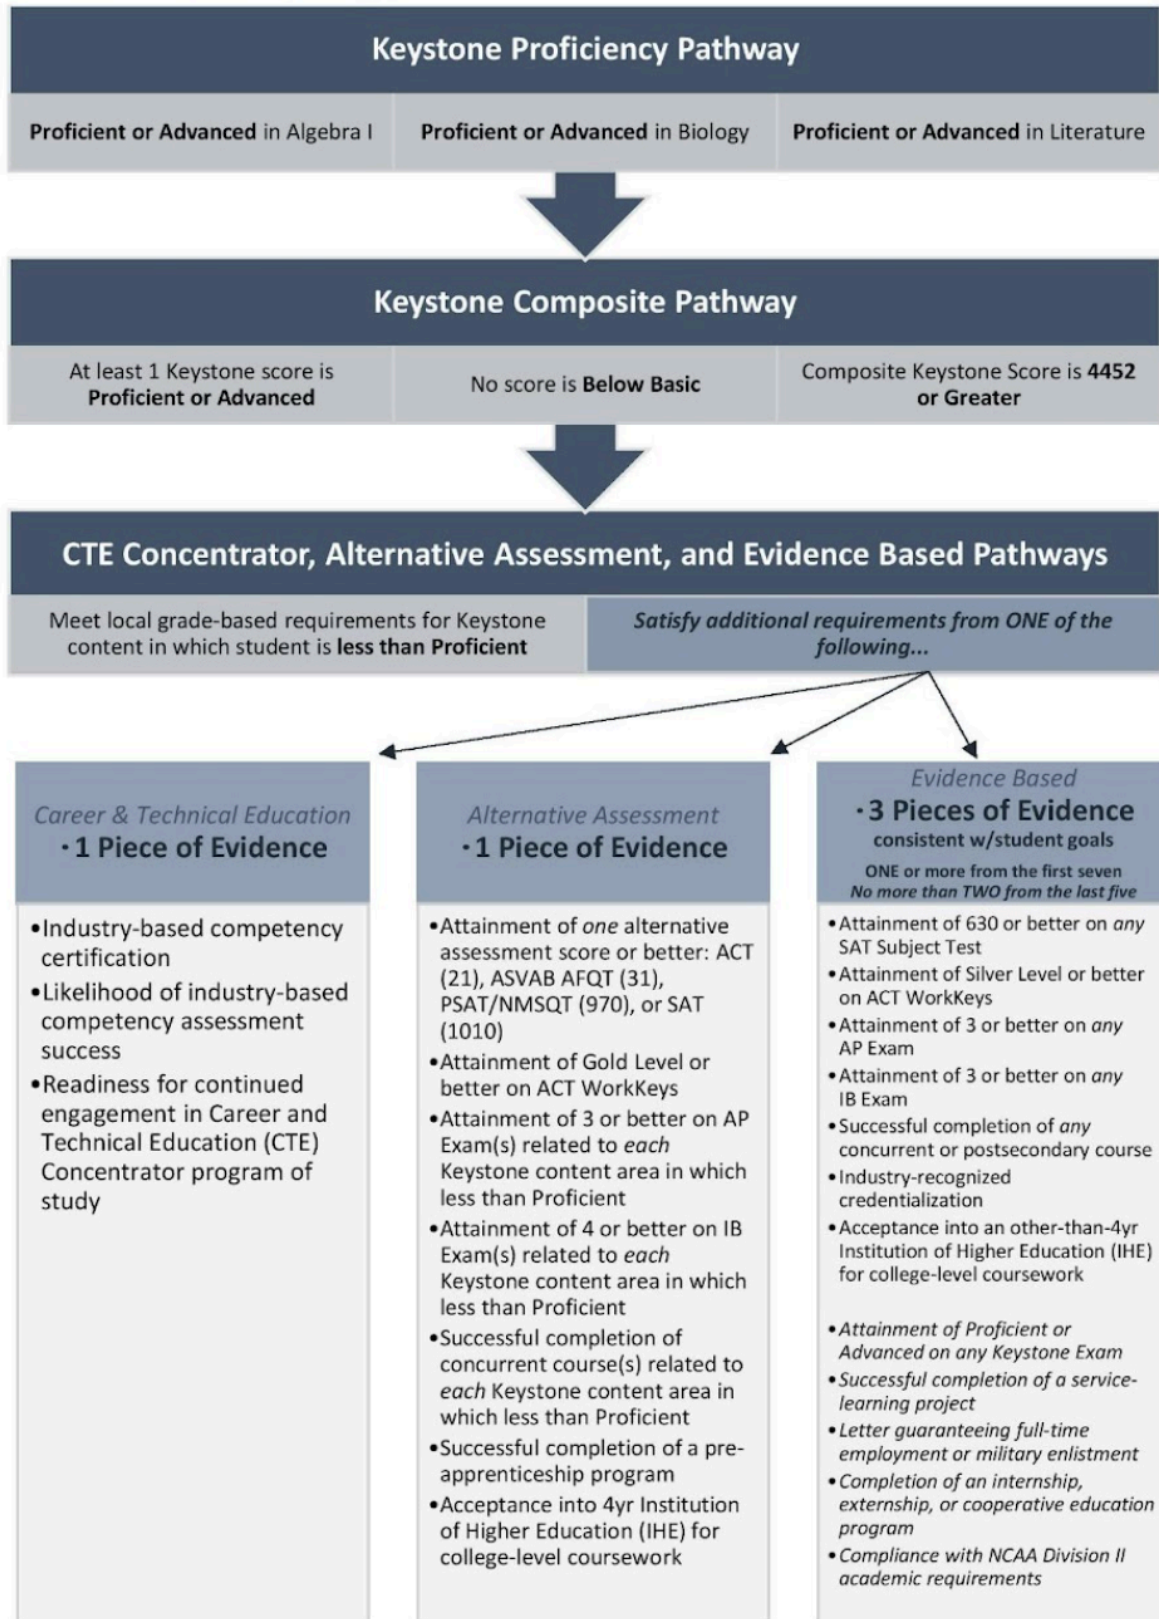 Keystone Proficiency Pathway
Proficient or Advanced in Algebra I
Proficient or Advanced in Biology
Proficient or Advanced in Literature
Keystone Composite Pathway
At least 1 Keystone score is
Proficient or Advanced
No score is Below Basic
Composite Keystone Score is 4452
or Greater
CTE Concentrator, Alternative Assessment, and Evidence Based Pathways
Meet local grade-based requirements for Keystone
content in which student is less than Proficient
Satisfy additional requirements from ONE of the
following...
Career & Technical Education
· 1 Piece of Evidence
•Industry-based competency
certification
•Likelihood of industry-based
competency assessment
success
•Readiness for continued
engagement in Career and
Technical Education (CTE)
Concentrator program of
study
Alternative Assessment
· 1 Piece of Evidence
•Attainment of one alternative
assessment score or better: ACT
(21), ASVAB AFQT (31),
PSAT/NMSQT (970), or SAT
(1010)
•Attainment of Gold Level or
better on ACT WorkKeys
•Attainment of 3 or better on AP
Exam(s) related to each
Keystone content area in which
less than Proficient
•Attainment of 4 or better on IB
Exam(s) related to each
Keystone content area in which
less than Proficient
•Successful completion of
concurrent course(s) related to
each Keystone content area in
which less than Proficient
•Successful completion of a pre-
apprenticeship program
•Acceptance into 4yr Institution
of Higher Education (IHE) for
college-level coursework
Evidence Based
· 3 Pieces of Evidence
consistent w/student goals
ONE or more from the first seven
No more than TWO from the last five
•Attainment of 630 or better on any
SAT Subject Test
•Attainment of Silver Level or better
on ACT WorkKeys
•Attainment of 3 or better on any
AP Exam
•Attainment of 3 or better on any
IB Exam
•Successful completion of any
concurrent or postsecondary course
•Industry-recognized
credentialization
•Acceptance into an other-than-4yr
Institution of Higher Education (IHE)
for college-level coursework
•Attainment of Proficient or
Advanced on any Keystone Exam
•Successful completion of a service-
learning project
•Letter guaranteeing full-time
employment or military enlistment
•Completion of an internship,
externship, or cooperative education
program
•Compliance with NCAA Division II
academic requirements